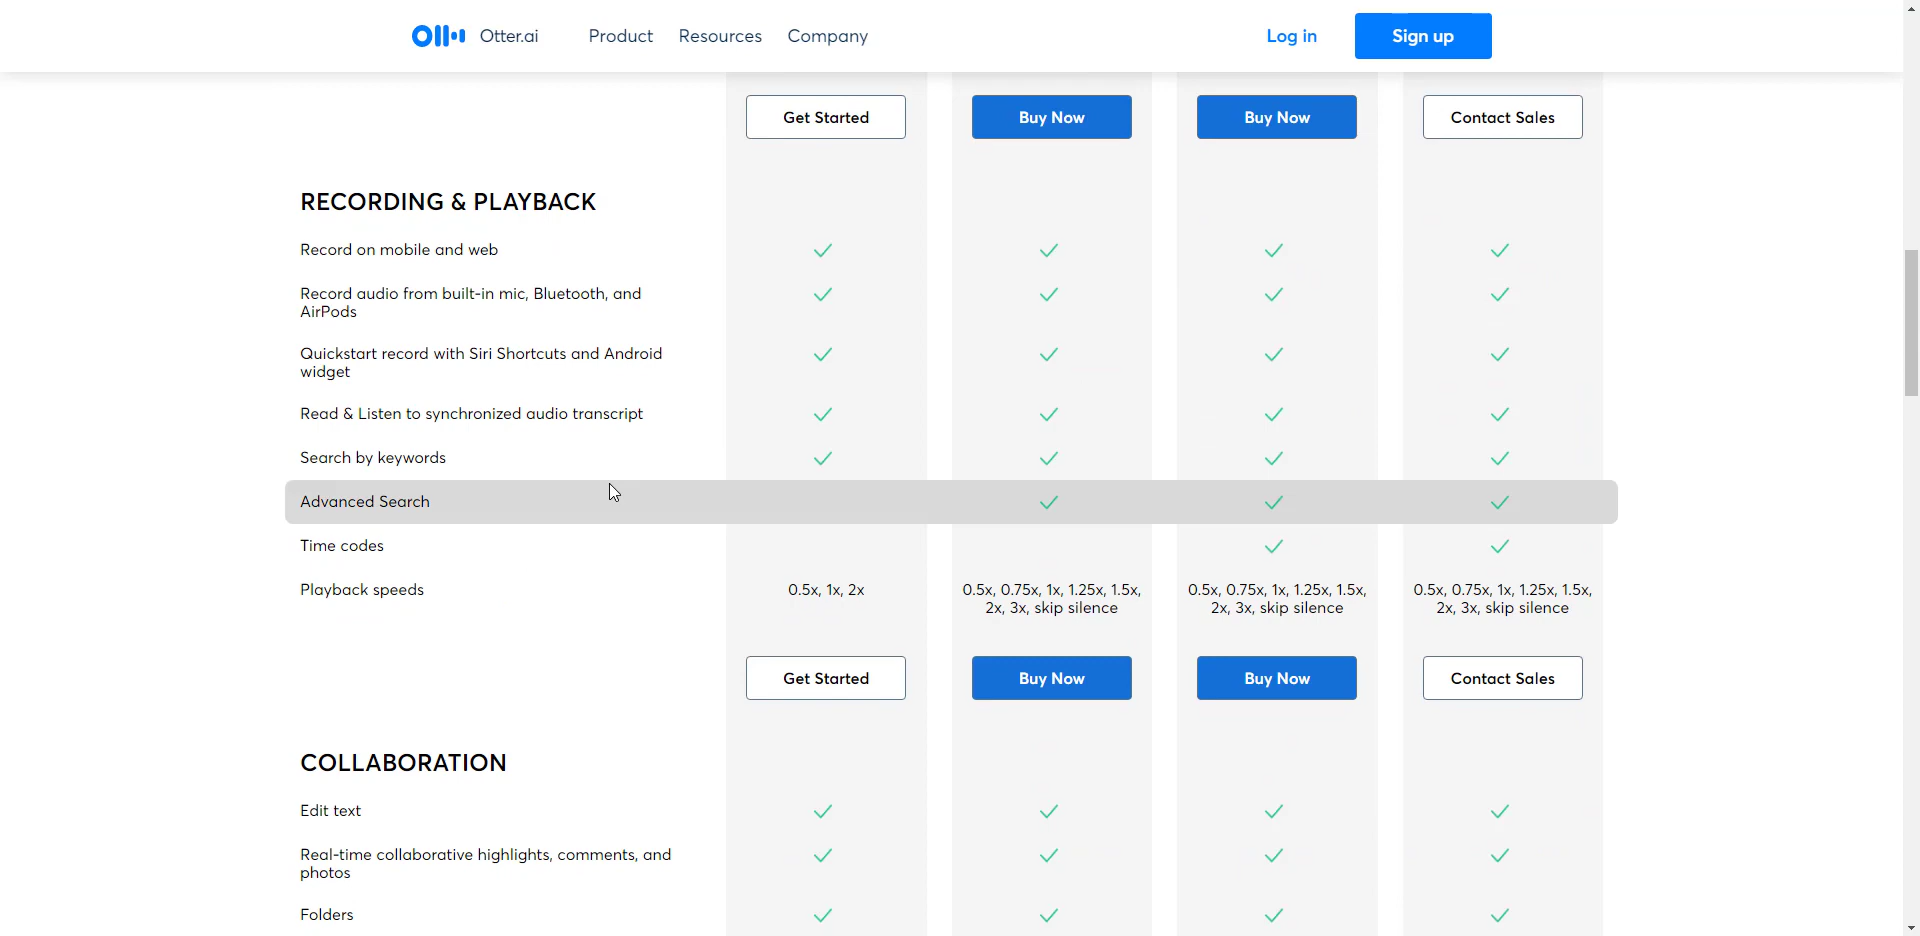 Otter.ai Product Resources Company Log in Sign up
Get Started Buy Now Buy Now Contact Sales
RECORDING & PLAYBACK
Record on mobile and web
Record audio from built-in mic, Bluetooth, and
AirPods
Quickstart record with Siri Shortcuts and Android
widget
Read & Listen to synchronized audio transcript
Search by keywords
Advanced Search
Time codes
Playback speeds 0.5x, 1x, 2x 0.5x, 0.75x, 1x, 1.25x, 1.5x, 0.5x, 0.75x, 1x, 1.25x, 1.5x, 0.5x, 0.75x, 1x, 1.25x, 1.5x,
2x, 3x, skip silence 2x, 3x, skip silence 2x, 3x, skip silence
Get Started Buy Now Buy Now Contact Sales
COLLABORATION
Edit text
Real-time collaborative highlights, comments, and
photos
Folders